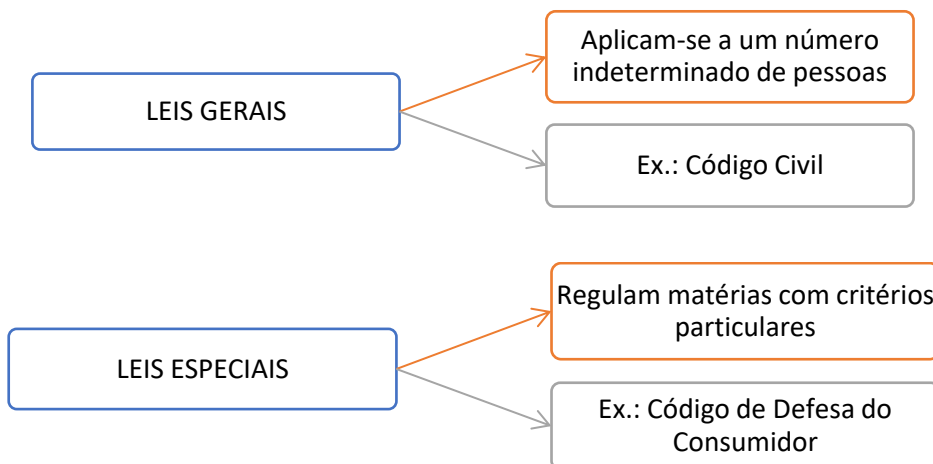 LEIS GERAIS
Aplicam-se a um número
indeterminado de pessoas
Ex.: Código Civil
LEIS ESPECIAIS
Regulam matérias com critérios
particulares
Ex.: Código de Defesa do
Consumidor